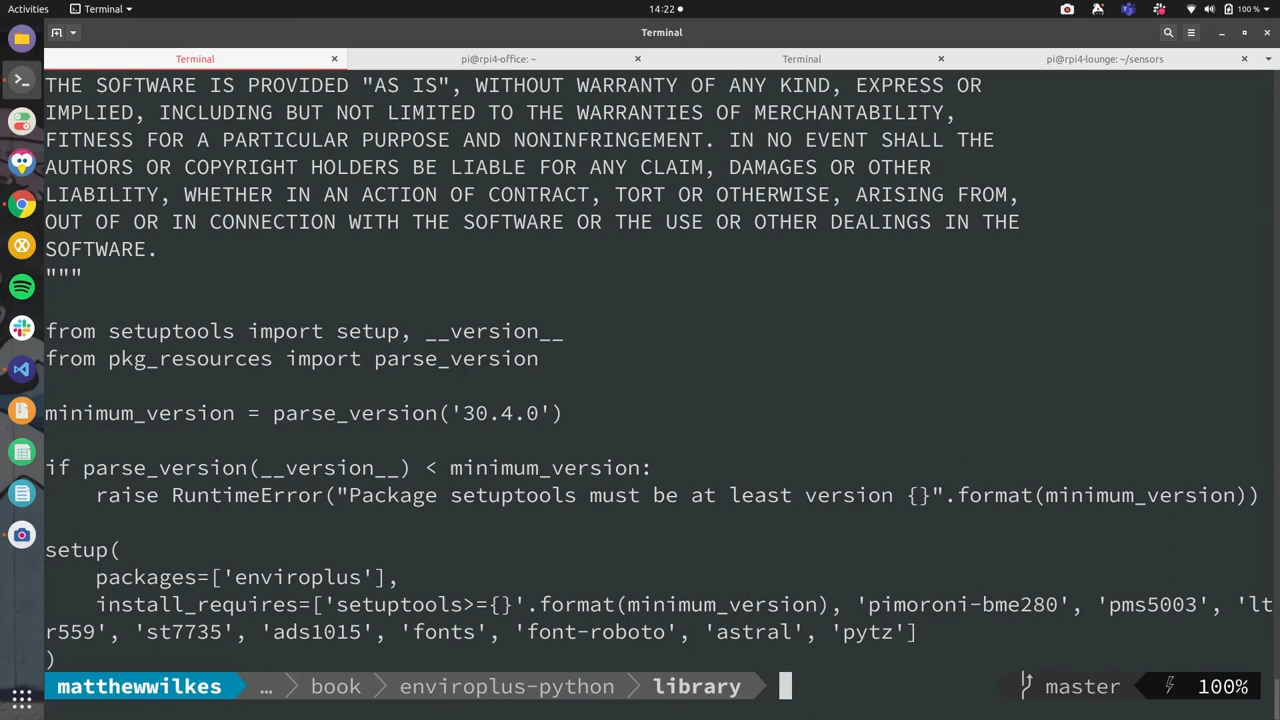 Activities
Terminal
14:22
100 %
Terminal
Terminal
pi@rpi4-office: ~
Terminal
pi@rpi4-lounge: ~/sensors
THE SOFTWARE IS PROVIDED "AS IS", WITHOUT WARRANTY OF ANY KIND, EXPRESS OR
IMPLIED, INCLUDING BUT NOT LIMITED TO THE WARRANTIES OF MERCHANTABILITY,
FITNESS FOR A PARTICULAR PURPOSE AND NONINFRINGEMENT. IN NO EVENT SHALL THE
AUTHORS OR COPYRIGHT HOLDERS BE LIABLE FOR ANY CLAIM, DAMAGES OR OTHER
LIABILITY, WHETHER IN AN ACTION OF CONTRACT, TORT OR OTHERWISE, ARISING FROM,
OUT OF OR IN CONNECTION WITH THE SOFTWARE OR THE USE OR OTHER DEALINGS IN THE
SOFTWARE.
"""
from setuptools import setup, __version__
from pkg_resources import parse_version
minimum_version = parse_version('30.4.0')
if parse_version(__version__) < minimum_version:
    raise RuntimeError("Package setuptools must be at least version {}".format(minimum_version))
setup(
    packages=['enviroplus'],
    install_requires=['setuptools>={}'.format(minimum_version), 'pimoroni-bme280', 'pms5003', 'lt
r559', 'st7735', 'ads1015', 'fonts', 'font-roboto', 'astral', 'pytz']
)
matthewwilkes … book enviroplus-python library master 100%